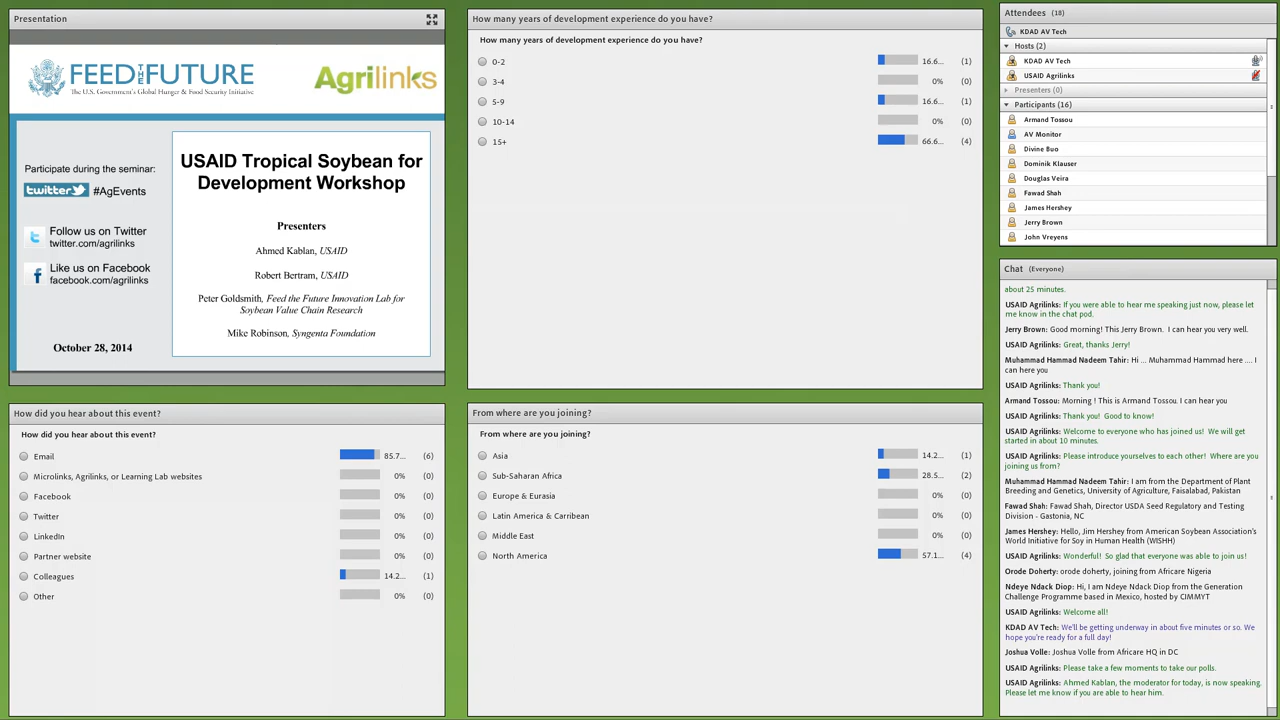 Presentation
FEED THE FUTURE
The U.S. Government's Global Hunger & Food Security Initiative
Agrilinks
Participate during the seminar:
twitter #AgEvents
Follow us on Twitter
twitter.com/agrilinks
Like us on Facebook
facebook.com/agrilinks
October 28, 2014
USAID Tropical Soybean for
Development Workshop
Presenters
Ahmed Kablan, USAID
Robert Bertram, USAID
Peter Goldsmith, Feed the Future Innovation Lab for
Soybean Value Chain Research
Mike Robinson, Syngenta Foundation
How many years of development experience do you have?
How many years of development experience do you have?
0-2 16.6... (1)
3-4 0% (0)
5-9 16.6... (1)
10-14 0% (0)
15+ 66.6... (4)
How did you hear about this event?
How did you hear about this event?
Email 85.7... (6)
Microlinks, Agrilinks, or Learning Lab websites 0% (0)
Facebook 0% (0)
Twitter 0% (0)
LinkedIn 0% (0)
Partner website 0% (0)
Colleagues 14.2... (1)
Other 0% (0)
From where are you joining?
From where are you joining?
Asia 14.2... (1)
Sub-Saharan Africa 28.5... (2)
Europe & Eurasia 0% (0)
Latin America & Carribean 0% (0)
Middle East 0% (0)
North America 57.1... (4)
Attendees (18)
KDAD AV Tech
Hosts (2)
KDAD AV Tech
USAID Agrilinks
Presenters (0)
Participants (16)
Armand Tossou
AV Monitor
Divine Buo
Dominik Klauser
Douglas Veira
Fawad Shah
James Hershey
Jerry Brown
John Vreyens
Chat (Everyone)
about 25 minutes.
USAID Agrilinks: If you were able to hear me speaking just now, please let
me know in the chat pod.
Jerry Brown: Good morning! This Jerry Brown. I can hear you very well.
USAID Agrilinks: Great, thanks Jerry!
Muhammad Hammad Nadeem Tahir: Hi ... Muhammad Hammad here .... I
can here you
USAID Agrilinks: Thank you!
Armand Tossou: Morning ! This is Armand Tossou. I can hear you
USAID Agrilinks: Thank you! Good to know!
USAID Agrilinks: Welcome to everyone who has joined us! We will get
started in about 10 minutes.
USAID Agrilinks: Please introduce yourselves to each other! Where are you
joining us from?
Muhammad Hammad Nadeem Tahir: I am from the Department of Plant
Breeding and Genetics, University of Agriculture, Faisalabad, Pakistan
Fawad Shah: Fawad Shah, Director USDA Seed Regulatory and Testing
Division - Gastonia, NC
James Hershey: Hello, Jim Hershey from American Soybean Association's
World Initiative for Soy in Human Health (WISHH)
USAID Agrilinks: Wonderful! So glad that everyone was able to join us!
Orode Doherty: orode doherty, joining from Africare Nigeria
Ndeye Ndack Diop: Hi, I am Ndeye Ndack Diop from the Generation
Challenge Programme based in Mexico, hosted by CIMMYT
USAID Agrilinks: Welcome all!
KDAD AV Tech: We'll be getting underway in about five minutes or so. We
hope you're ready for a full day!
Joshua Volle: Joshua Volle from Africare HQ in DC
USAID Agrilinks: Please take a few moments to take our polls.
USAID Agrilinks: Ahmed Kablan, the moderator for today, is now speaking.
Please let me know if you are able to hear him.